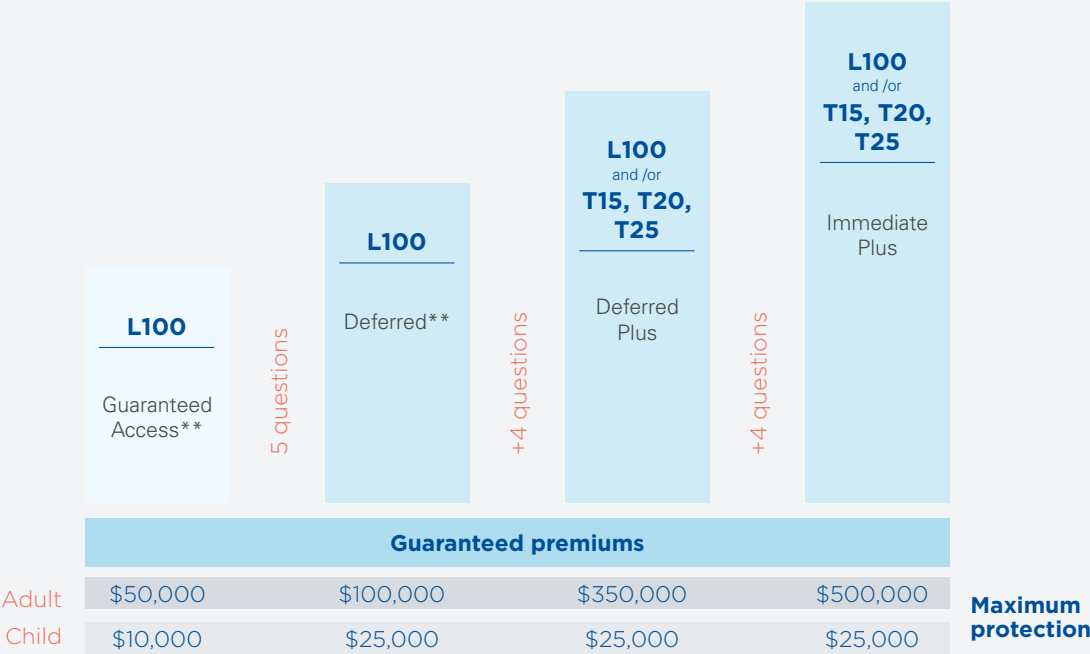 L100
Guaranteed
Access**
5 questions
L100
Deferred**
+4 questions
L100
and /or
T15, T20,
T25
Deferred
Plus
+4 questions
L100
and /or
T15, T20,
T25
Immediate
Plus
Guaranteed premiums
Adult $50,000 $100,000 $350,000 $500,000
Child $10,000 $25,000 $25,000 $25,000
Maximum
protection